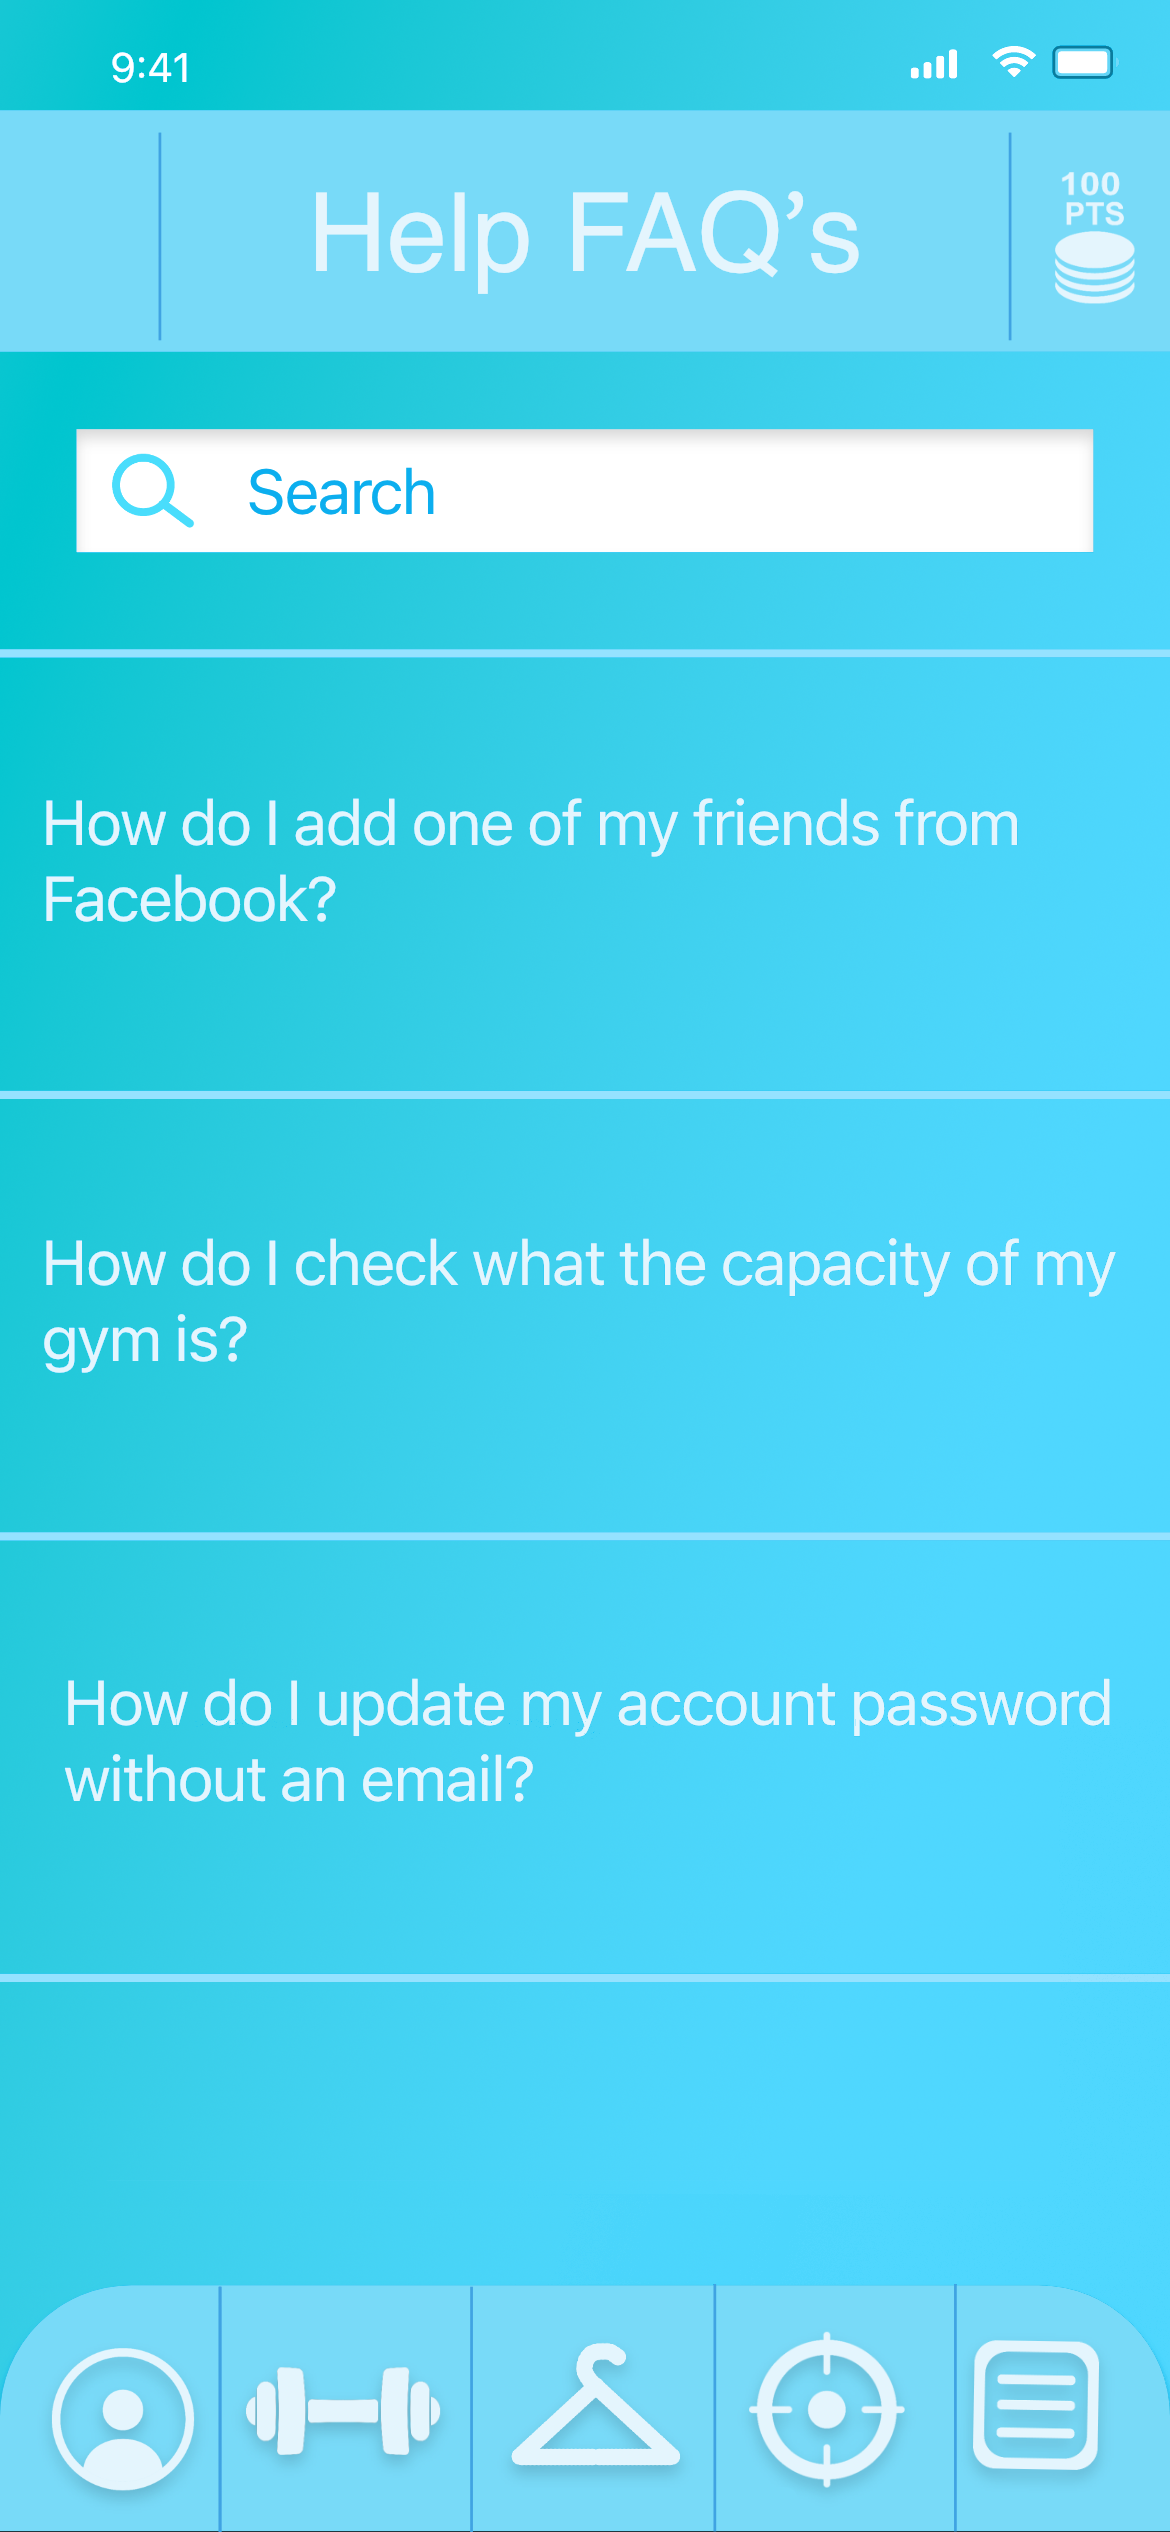 9:41
Help FAQ’s
100
PTS
Search
How do I add one of my friends from
Facebook?
How do I check what the capacity of my
gym is?
How do I update my account password
without an email?